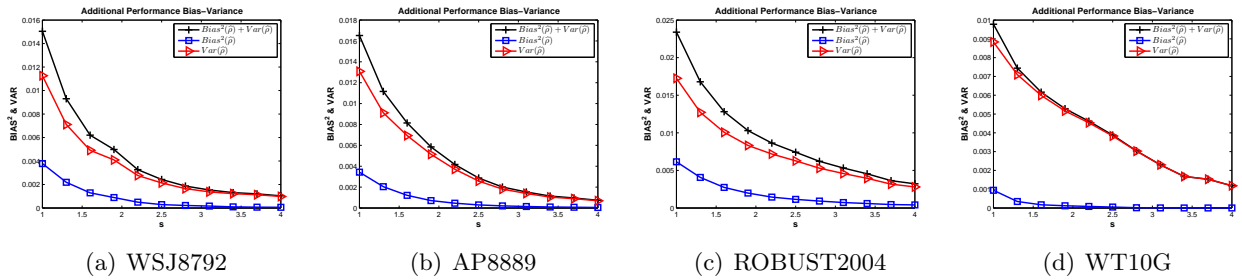 Additional Performance Bias−Variance
Bias²(ρ̂) + Var(ρ̂)
Bias²(ρ̂)
Var(ρ̂)
BIAS² & VAR
0.016
0.014
0.012
0.01
0.008
0.006
0.004
0.002
0
1 1.5 2 2.5 3 3.5 4
s
(a) WSJ8792
Additional Performance Bias−Variance
Bias²(ρ̂) + Var(ρ̂)
Bias²(ρ̂)
Var(ρ̂)
BIAS² & VAR
0.018
0.016
0.014
0.012
0.01
0.008
0.006
0.004
0.002
0
1 1.5 2 2.5 3 3.5 4
s
(b) AP8889
Additional Performance Bias−Variance
Bias²(ρ̂) + Var(ρ̂)
Bias²(ρ̂)
Var(ρ̂)
BIAS² & VAR
0.025
0.02
0.015
0.01
0.005
0
1 1.5 2 2.5 3 3.5 4
s
(c) ROBUST2004
Additional Performance Bias−Variance
Bias²(ρ̂) + Var(ρ̂)
Bias²(ρ̂)
Var(ρ̂)
BIAS² & VAR
0.01
0.009
0.008
0.007
0.006
0.005
0.004
0.003
0.002
0.001
0
1 1.5 2 2.5 3 3.5 4
s
(d) WT10G